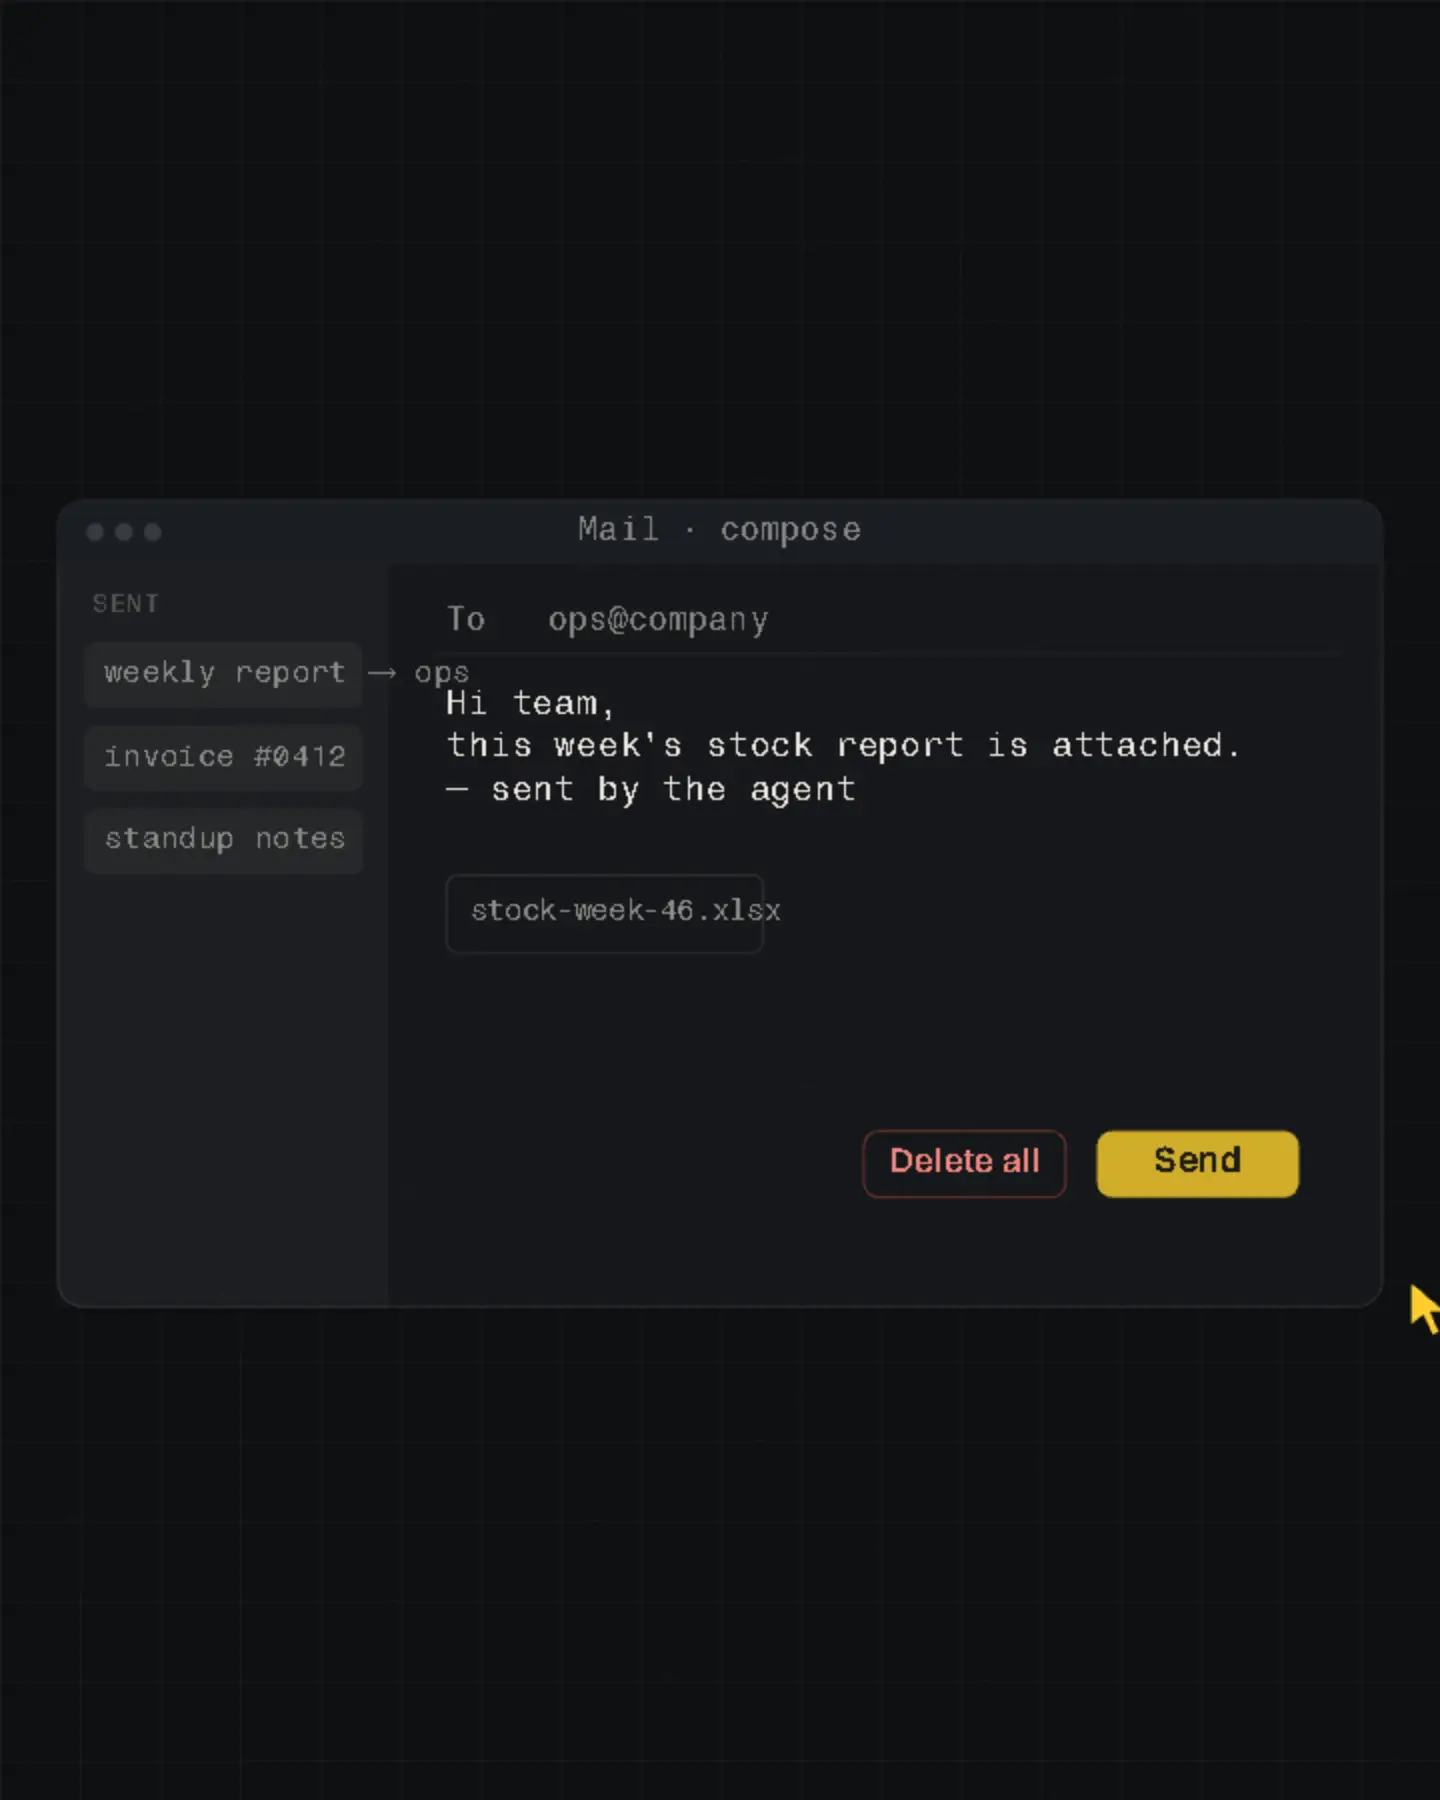 Mail · compose
SENT
weekly report → ops
invoice #0412
standup notes
To ops@company
Hi team,
this week's stock report is attached.
— sent by the agent
stock-week-46.xlsx
Delete all
Send